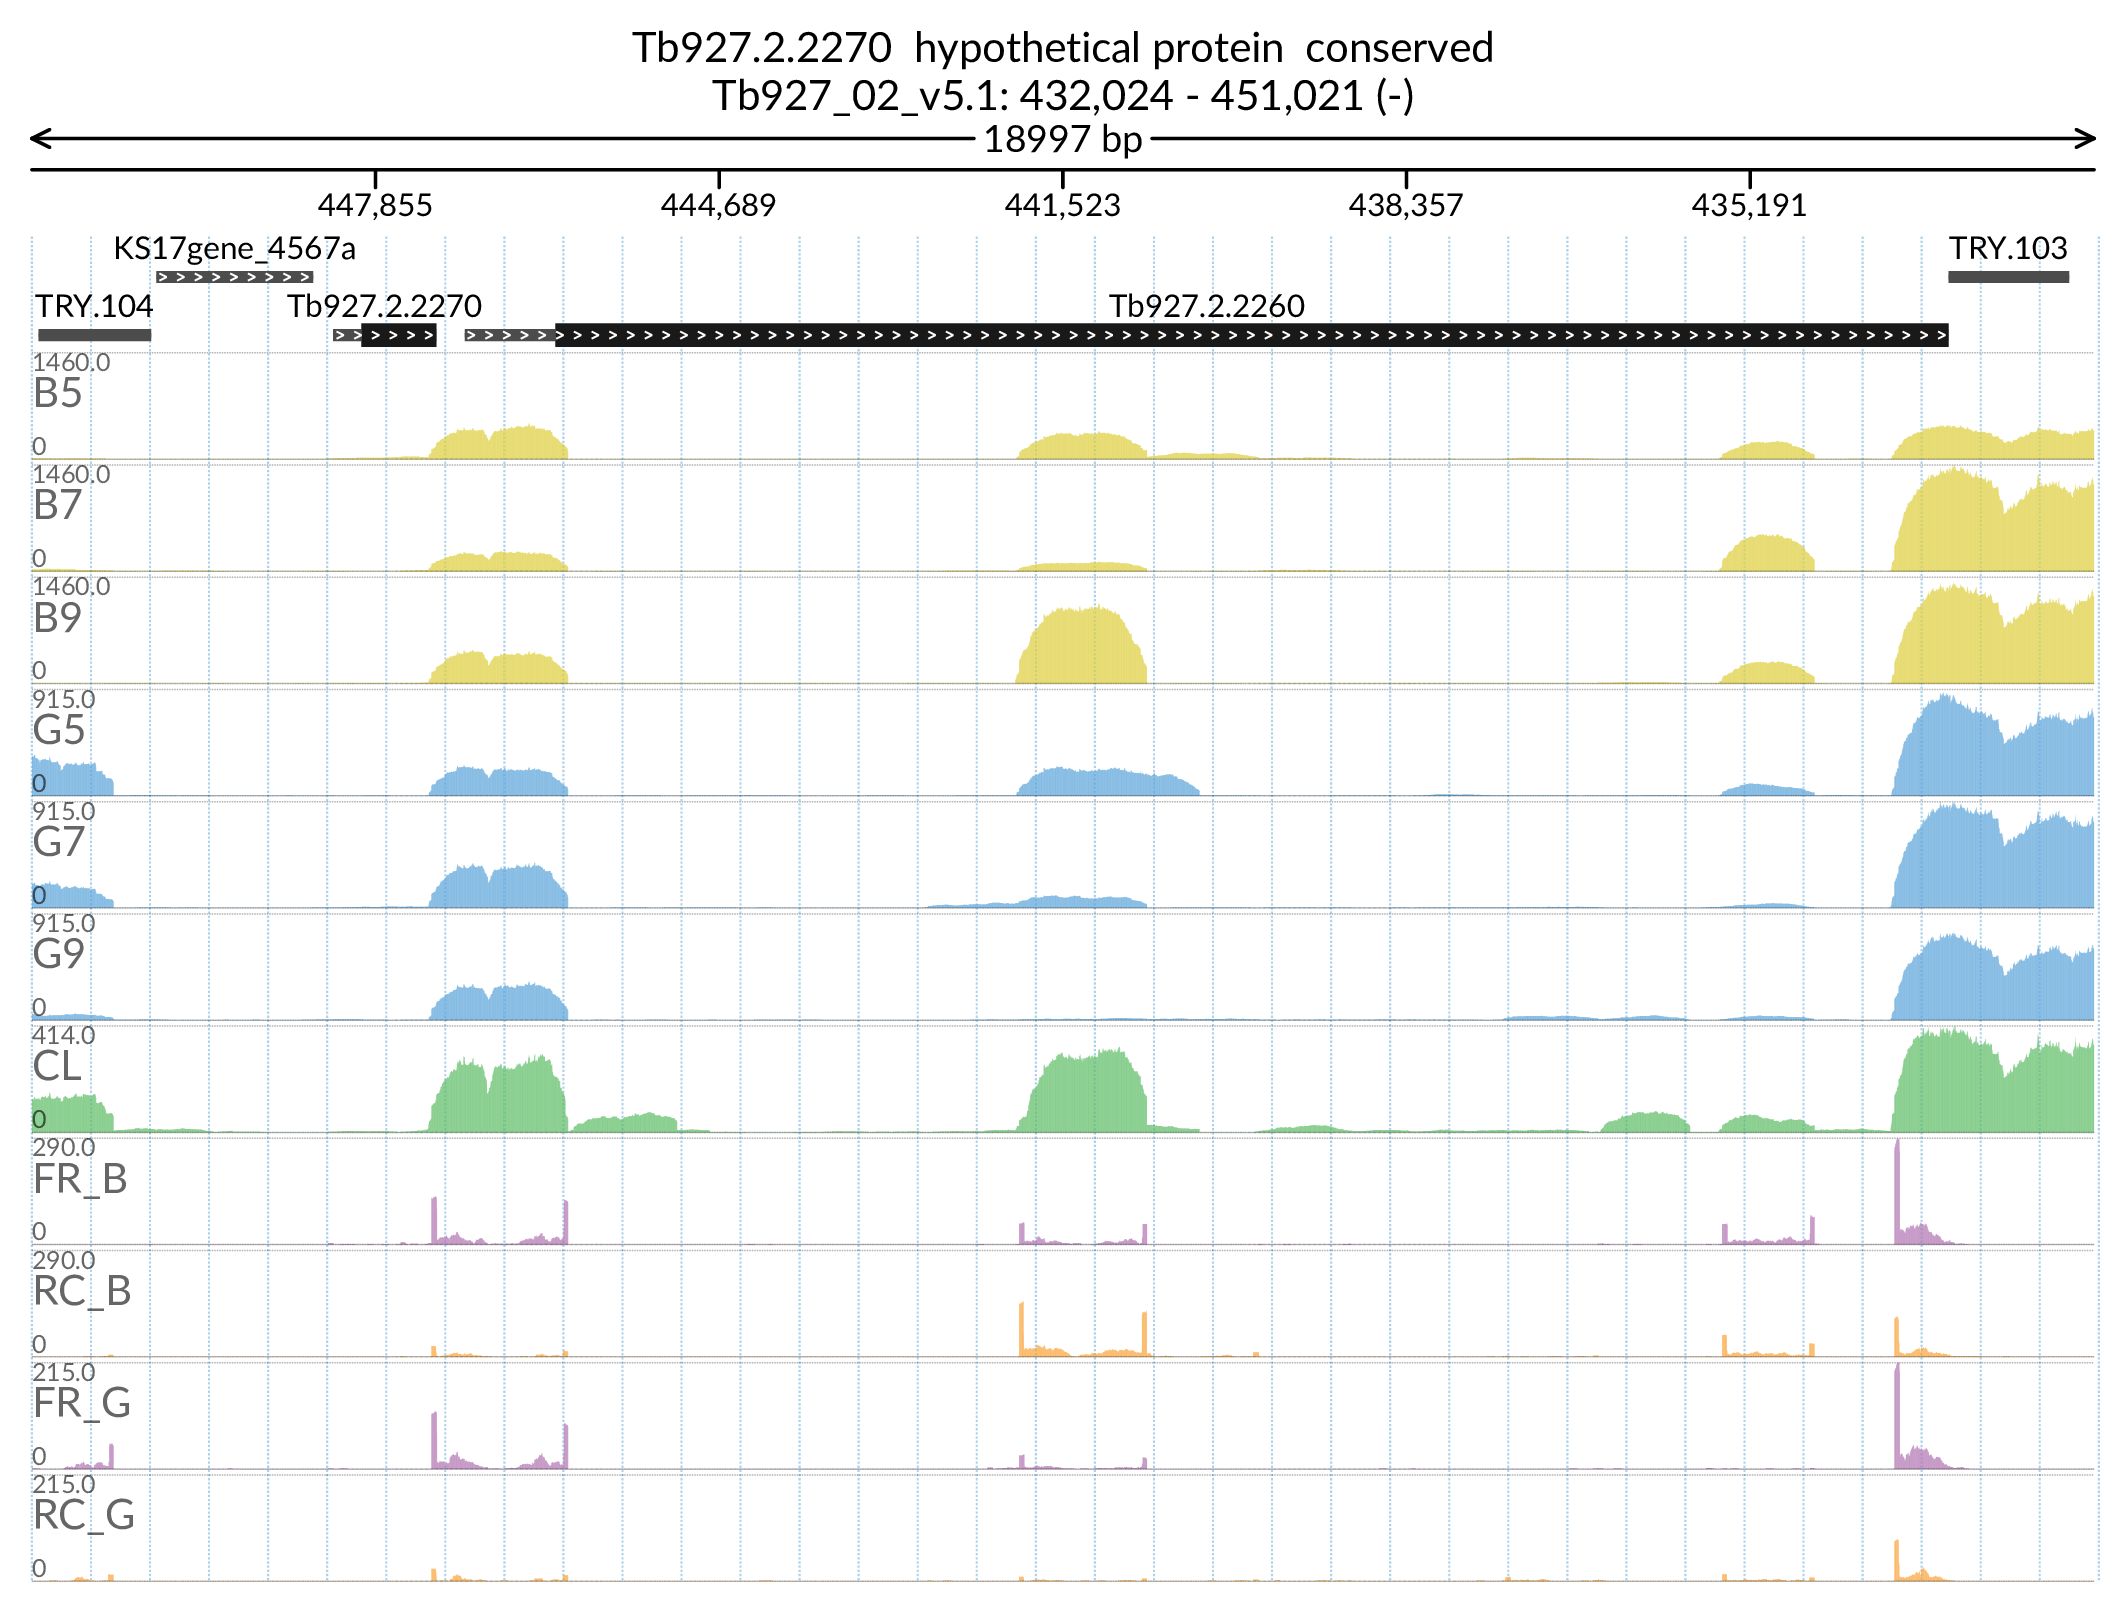 Tb927.2.2270 hypothetical protein conserved
Tb927_02_v5.1: 432,024 - 451,021 (-)
18997 bp
447,855 444,689 441,523 438,357 435,191
KS17gene_4567a TRY.103
TRY.104 Tb927.2.2270 Tb927.2.2260
1460.0
B5
0
1460.0
B7
0
1460.0
B9
0
915.0
G5
0
915.0
G7
0
915.0
G9
0
414.0
CL
0
290.0
FR_B
0
290.0
RC_B
0
215.0
FR_G
0
215.0
RC_G
0